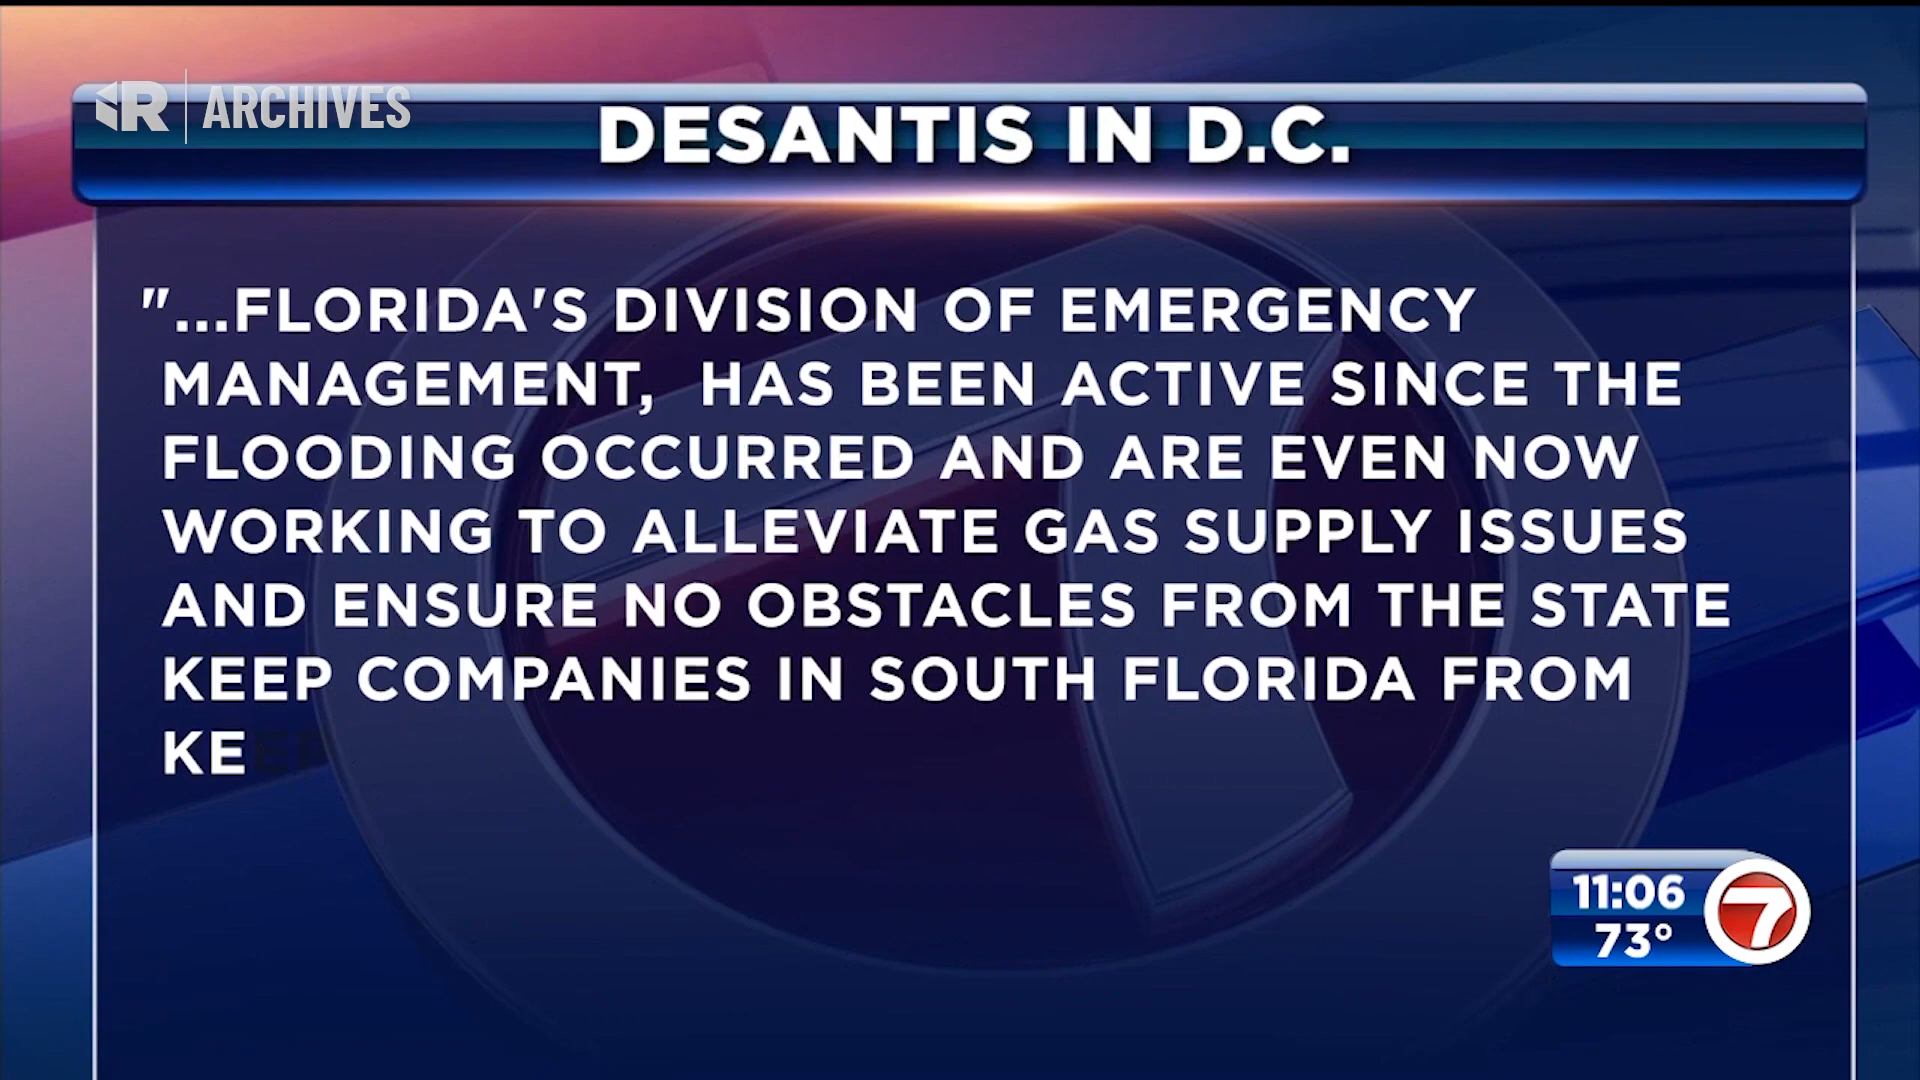 R ARCHIVES
DESANTIS IN D.C.
"...FLORIDA'S DIVISION OF EMERGENCY
MANAGEMENT,  HAS BEEN ACTIVE SINCE THE
FLOODING OCCURRED AND ARE EVEN NOW
WORKING TO ALLEVIATE GAS SUPPLY ISSUES
AND ENSURE NO OBSTACLES FROM THE STATE
KEEP COMPANIES IN SOUTH FLORIDA FROM
KEEP
11:06
73°
7